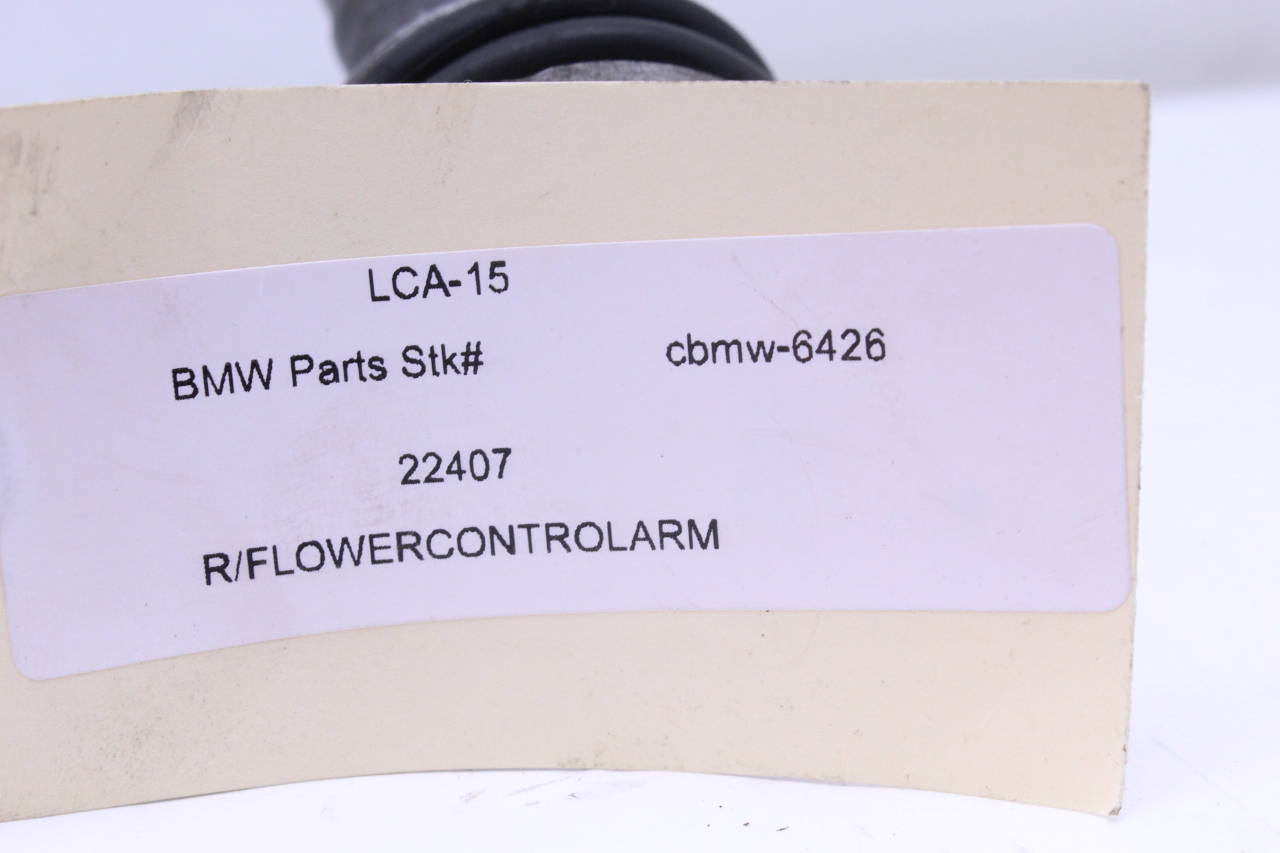 LCA-15
BMW Parts Stk# cbmw-6426
22407
R/FLOWERCONTROLARM